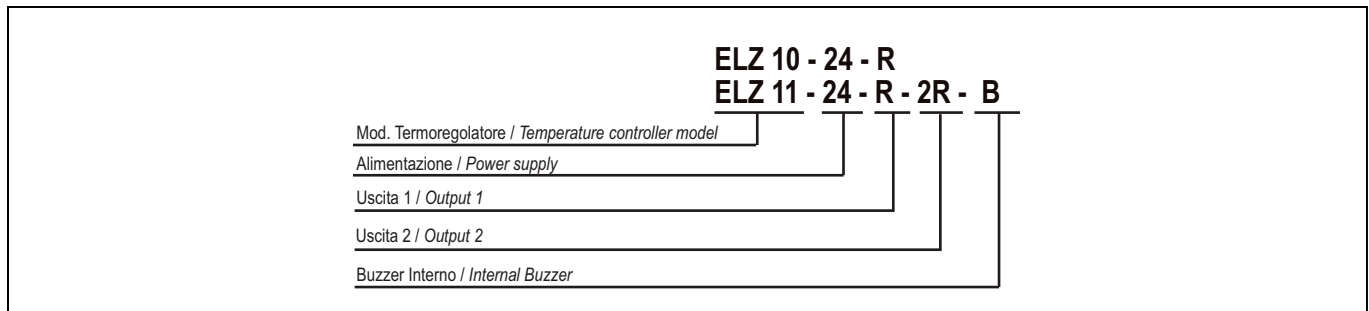 ELZ 10 - 24 - R
ELZ 11 - 24 - R - 2R - B
Mod. Termoregolatore / Temperature controller model
Alimentazione / Power supply
Uscita 1 / Output 1
Uscita 2 / Output 2
Buzzer Interno / Internal Buzzer